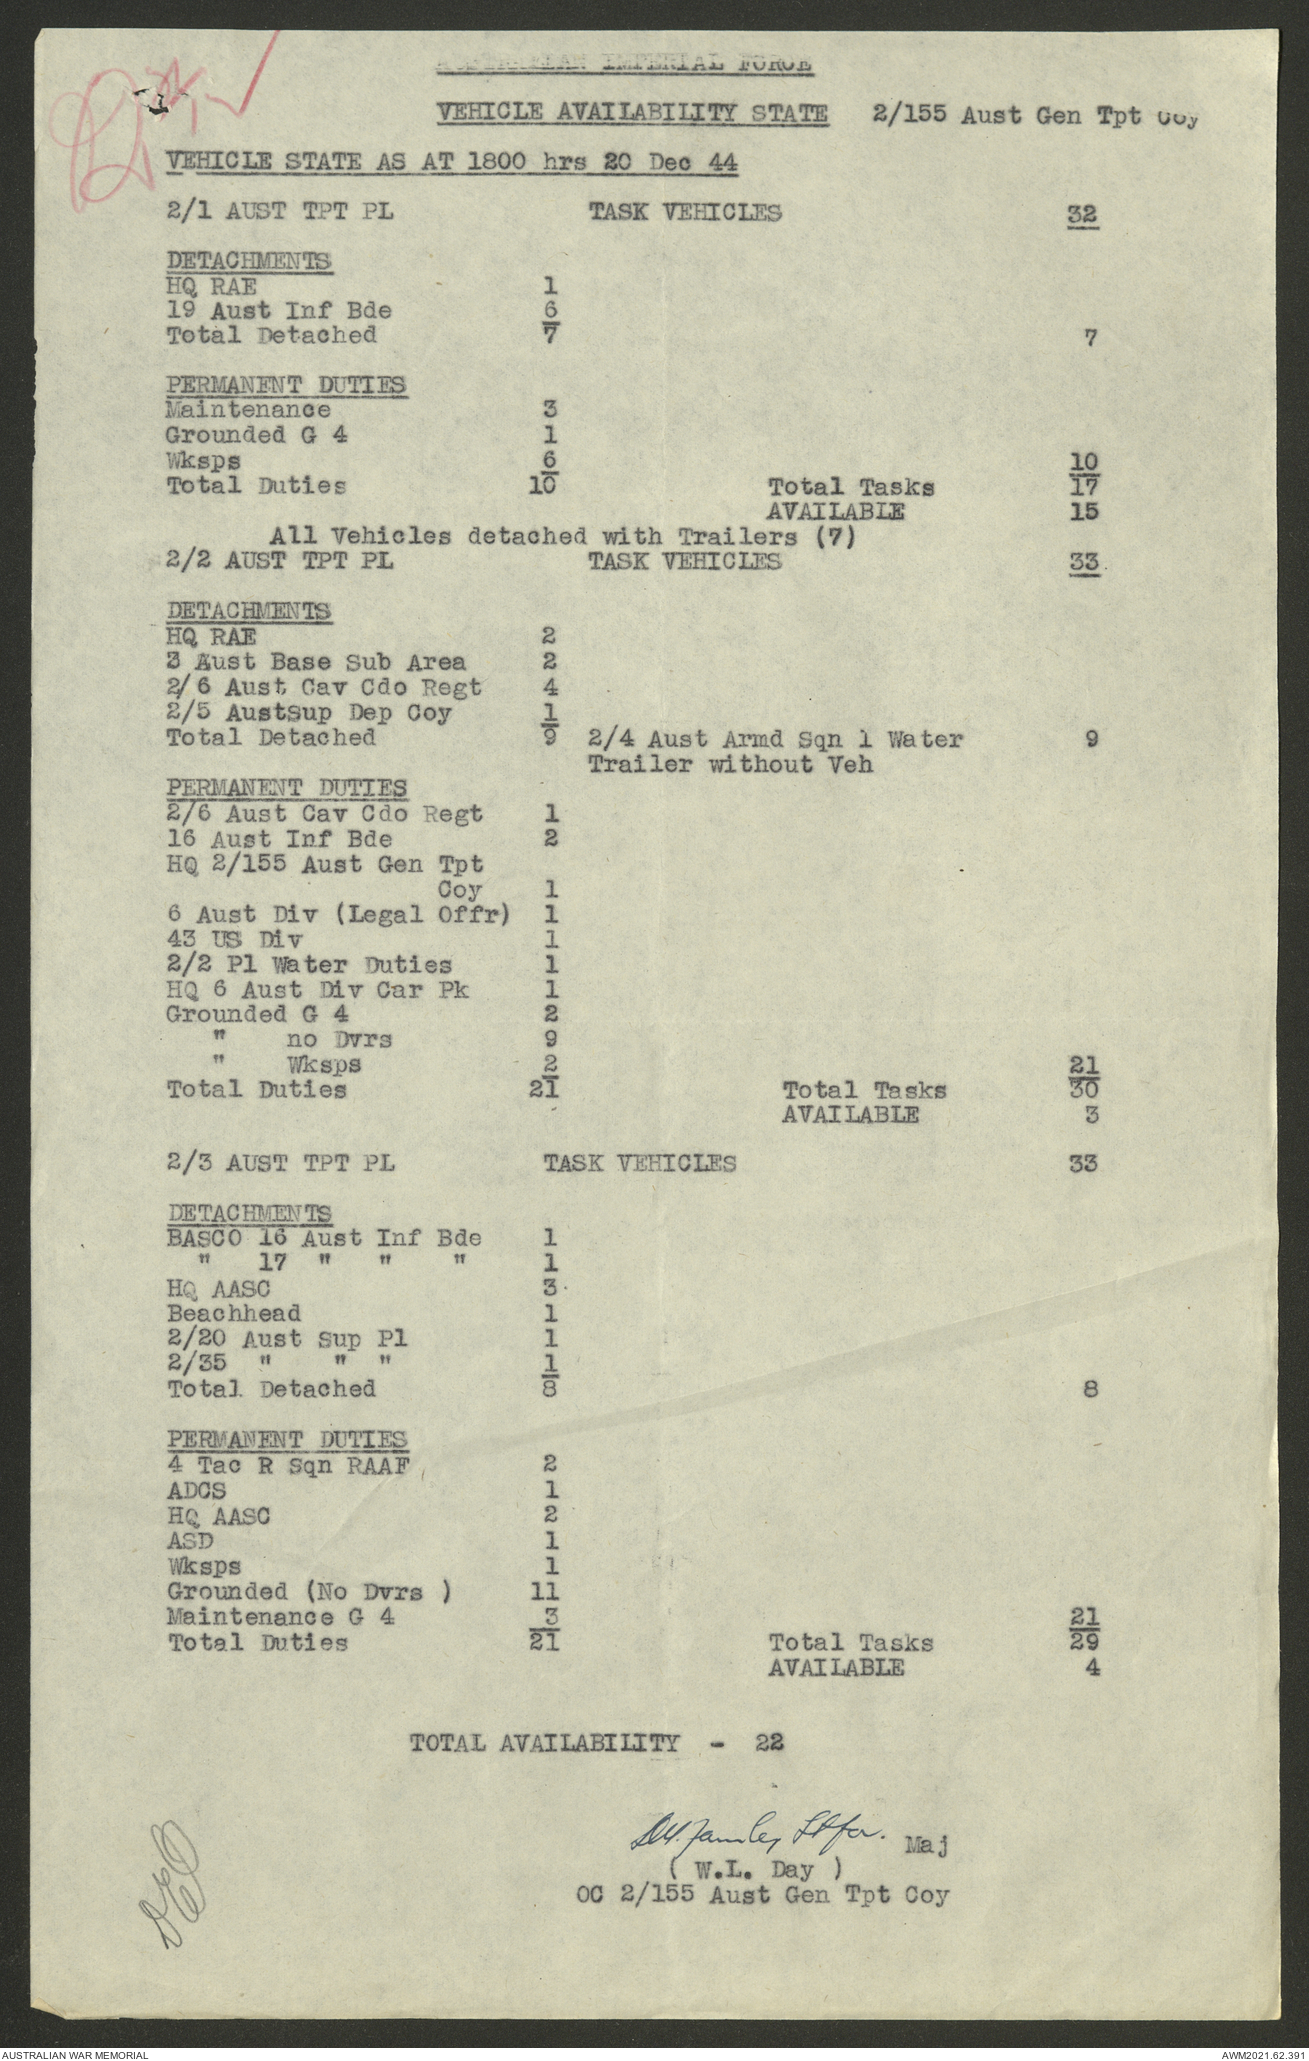 AUSTRALIAN IMPERIAL FORCE
VEHICLE AVAILABILITY STATE 2/155 Aust Gen Tpt Coy
VEHICLE STATE AS AT 1800 hrs 20 Dec 44
2/1 AUST TPT PL TASK VEHICLES 32
DETACHMENTS
HQ RAE 1
19 Aust Inf Bde 6
Total Detached 7 7
PERMANENT DUTIES
Maintenance 3
Grounded G 4 1
Wksps 6 10
Total Duties 10 Total Tasks 17
AVAILABLE 15
All Vehicles detached with Trailers (7)
2/2 AUST TPT PL TASK VEHICLES 33
DETACHMENTS
HQ RAE 2
3 Aust Base Sub Area 2
2/6 Aust Cav Cdo Regt 4
2/5 AustSup Dep Coy 1
Total Detached 9 2/4 Aust Armd Sqn 1 Water 9
Trailer without Veh
PERMANENT DUTIES
2/6 Aust Cav Cdo Regt 1
16 Aust Inf Bde 2
HQ 2/155 Aust Gen Tpt
Coy 1
6 Aust Div (Legal Offr) 1
43 US Div 1
2/2 Pl Water Duties 1
HQ 6 Aust Div Car Pk 1
Grounded G 4 2
" no Dvrs 9
" Wksps 2 21
Total Duties 21 Total Tasks 30
AVAILABLE 3
2/3 AUST TPT PL TASK VEHICLES 33
DETACHMENTS
BASCO 16 Aust Inf Bde 1
" 17 " " " 1
HQ AASC 3
Beachhead 1
2/20 Aust Sup Pl 1
2/35 " " " 1
Total Detached 8 8
PERMANENT DUTIES
4 Tac R Sqn RAAF 2
ADCS 1
HQ AASC 2
ASD 1
Wksps 1
Grounded (No Dvrs ) 11
Maintenance G 4 3 21
Total Duties 21 Total Tasks 29
AVAILABLE 4
TOTAL AVAILABILITY - 22
Lt for. Maj
( W.L. Day )
OC 2/155 Aust Gen Tpt Coy
AUSTRALIAN WAR MEMORIAL AWM2021.62.391